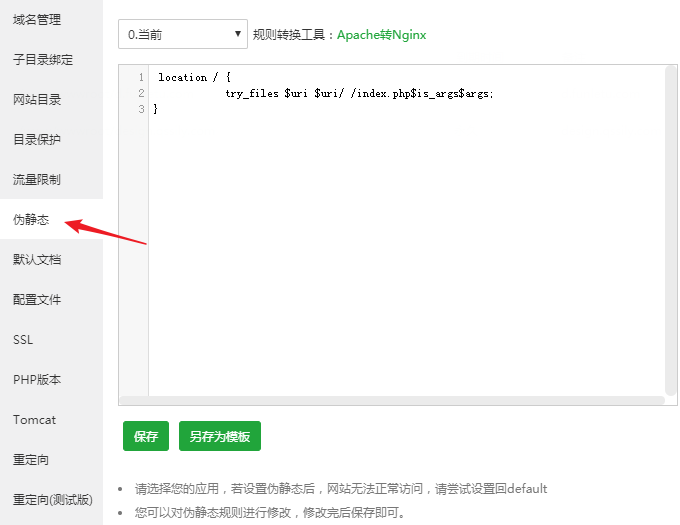 域名管理
子目录绑定
网站目录
目录保护
流量限制
伪静态
默认文档
配置文件
SSL
PHP版本
Tomcat
重定向
重定向(测试版)
0.当前 规则转换工具：Apache转Nginx
1 location / {
2 try_files $uri $uri/ /index.php$is_args$args;
3 }
保存 另存为模板
请选择您的应用，若设置伪静态后，网站无法正常访问，请尝试设置回default
您可以对伪静态规则进行修改，修改完后保存即可。